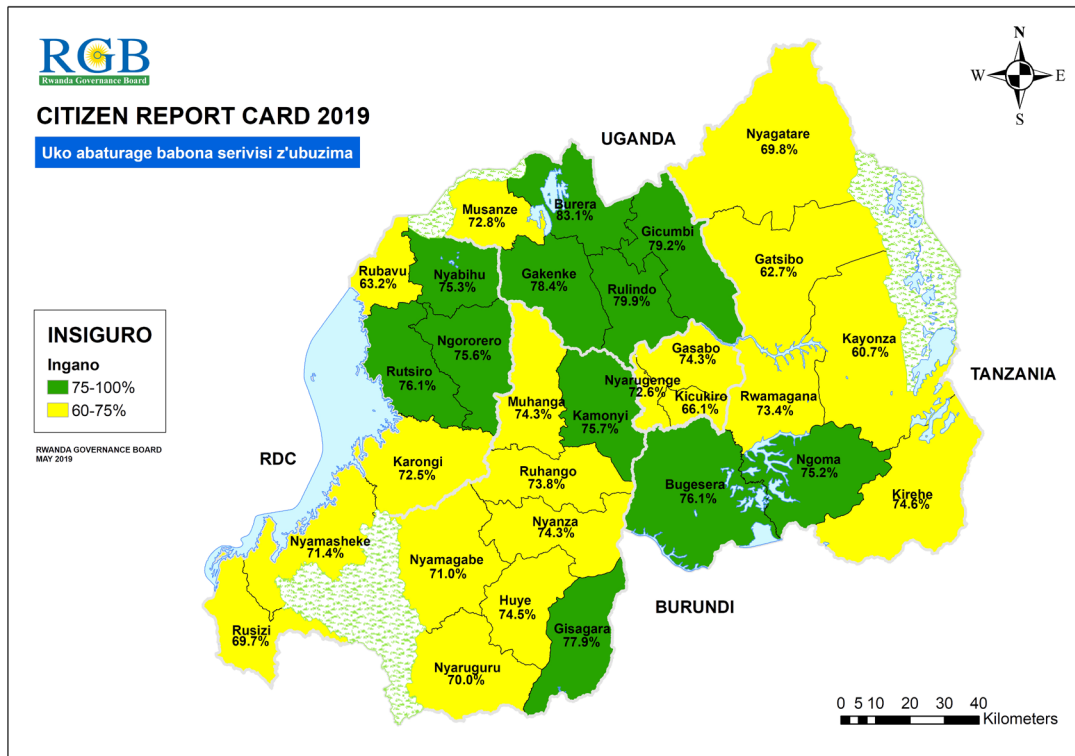 RGB
Rwanda Governance Board
CITIZEN REPORT CARD 2019
Uko abaturage babona serivisi z'ubuzima
N
W
E
S
UGANDA
Nyagatare
69.8%
Musanze
72.8%
Burera
83.1%
Gicumbi
79.2%
Gatsibo
62.7%
Rubavu
63.2%
Nyabihu
75.3%
Gakenke
78.4%
Rulindo
79.9%
INSIGURO
Ingano
75-100%
60-75%
RWANDA GOVERNANCE BOARD
MAY 2019
Ngororero
75.6%
Rutsiro
76.1%
Gasabo
74.3%
Kayonza
60.7%
TANZANIA
Muhanga
74.3%
Kamonyi
75.7%
Nyarugenge
72.6%
Kicukiro
66.1%
Rwamagana
73.4%
RDC
Karongi
72.5%
Ruhango
73.8%
Bugesera
76.1%
Ngoma
75.2%
Kirehe
74.6%
Nyamasheke
71.4%
Nyanza
74.3%
Nyamagabe
71.0%
Huye
74.5%
BURUNDI
Rusizi
69.7%
Gisagara
77.9%
Nyaruguru
70.0%
0 5 10 20 30 40
Kilometers